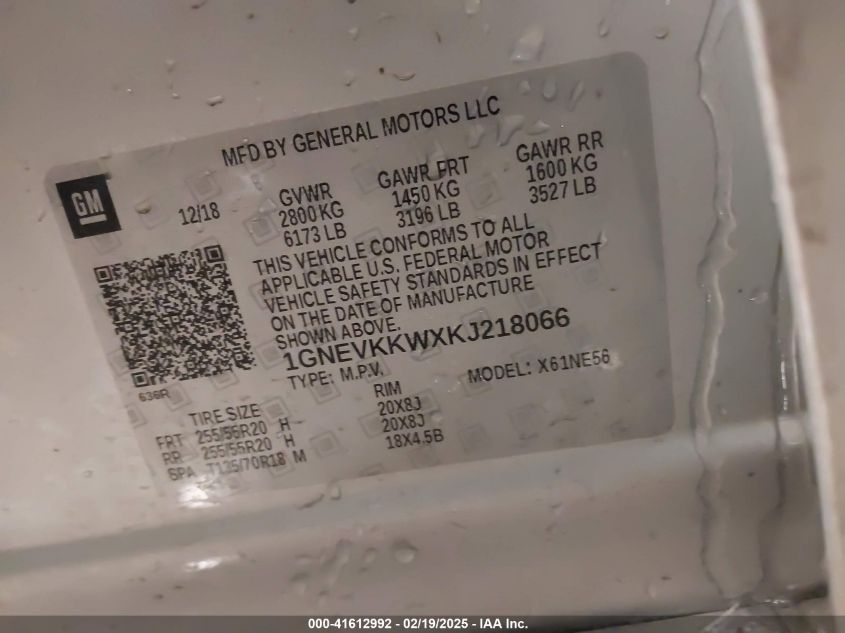 MFD BY GENERAL MOTORS LLC
GM
12/18
GVWR
2800KG
6173 LB
GAWR FRT
1450 KG
3196 LB
GAWR RR
1600 KG
3527 LB
THIS VEHICLE CONFORMS TO ALL
APPLICABLE U.S. FEDERAL MOTOR
VEHICLE SAFETY STANDARDS IN EFFECT
ON THE DATE OF MANUFACTURE
SHOWN ABOVE.
1GNEVKKWXKJ218066
TYPE: M.P.V.
MODEL: X61NE56
636R
TIRE SIZE
RIM
FRT 255/55R20 H 20X8J
RR 255/55R20 H 20X8J
SPA T135/70R18 M 18X4.5B
000-41612992 - 02/19/2025 - IAA Inc.